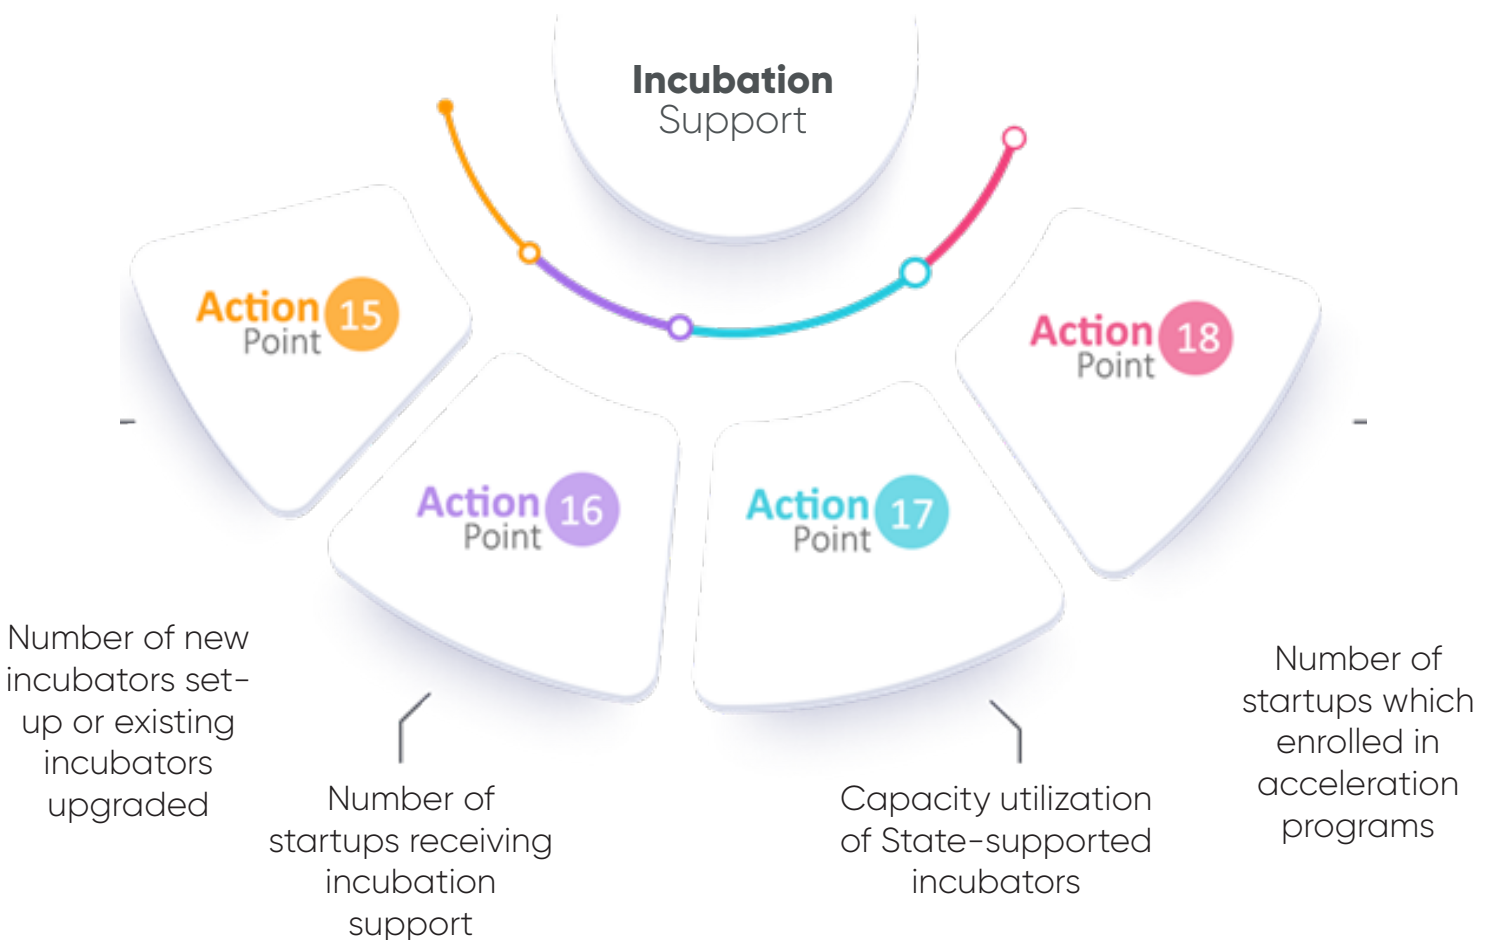 Incubation
Support
Action
Point
15
Action
Point
16
Action
Point
17
Action
Point
18
Number of new
incubators set-
up or existing
incubators
upgraded
Number of
startups receiving
incubation
support
Capacity utilization
of State-supported
incubators
Number of
startups which
enrolled in
acceleration
programs